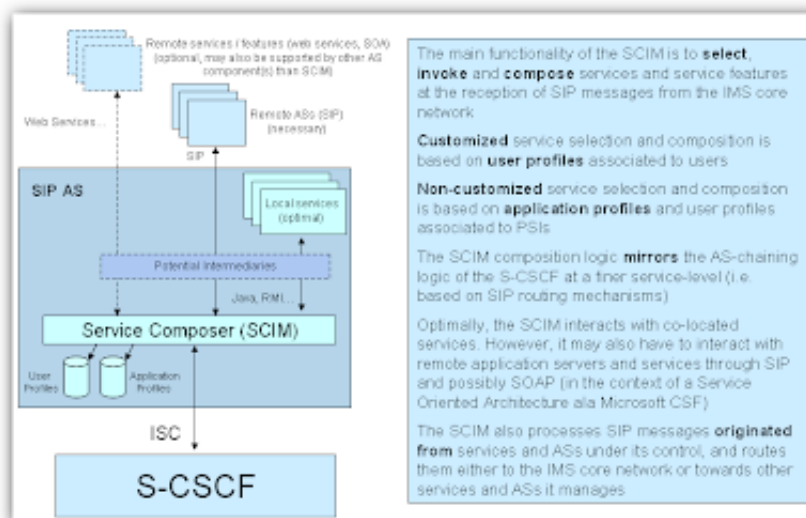 Remote services / features (web services, SOA)
(optional, may also be supported by other AS
component(s) than SCIM)
Remote ASs (SIP)
(necessary)
Web Services...
SIP
SIP AS
Local services
(optimal)
Potential Intermediaries
Java, RMI,...
Service Composer (SCIM)
User
Profiles
Application
Profiles
ISC
S-CSCF
The main functionality of the SCIM is to select,
invoke and compose services and service features
at the reception of SIP messages from the IMS core
network
Customized service selection and composition is
based on user profiles associated to users
Non-customized service selection and composition
is based on application profiles and user profiles
associated to PSIs
The SCIM composition logic mirrors the AS-chaining
logic of the S-CSCF at a finer service-level (i.e.
based on SIP routing mechanisms)
Optimally, the SCIM interacts with co-located
services. However, it may also have to interact with
remote application servers and services through SIP
and possibly SOAP (in the context of a Service
Oriented Architecture ala Microsoft CSF)
The SCIM also processes SIP messages originated
from services and ASs under its control, and routes
them either to the IMS core network or towards other
services and ASs it manages